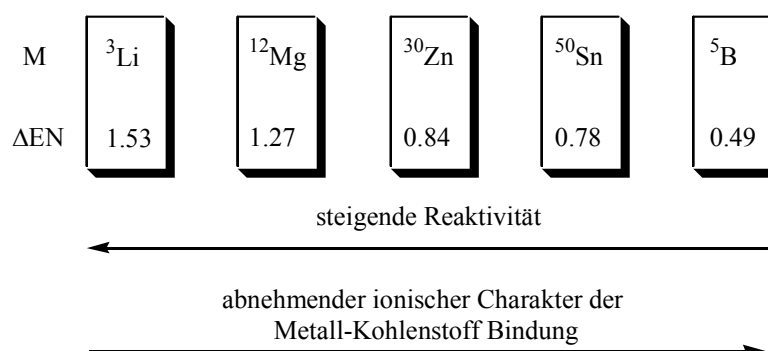 M ³Li ¹²Mg ³⁰Zn ⁵⁰Sn ⁵B
ΔEN 1.53 1.27 0.84 0.78 0.49
steigende Reaktivität
abnehmender ionischer Charakter der
Metall-Kohlenstoff Bindung